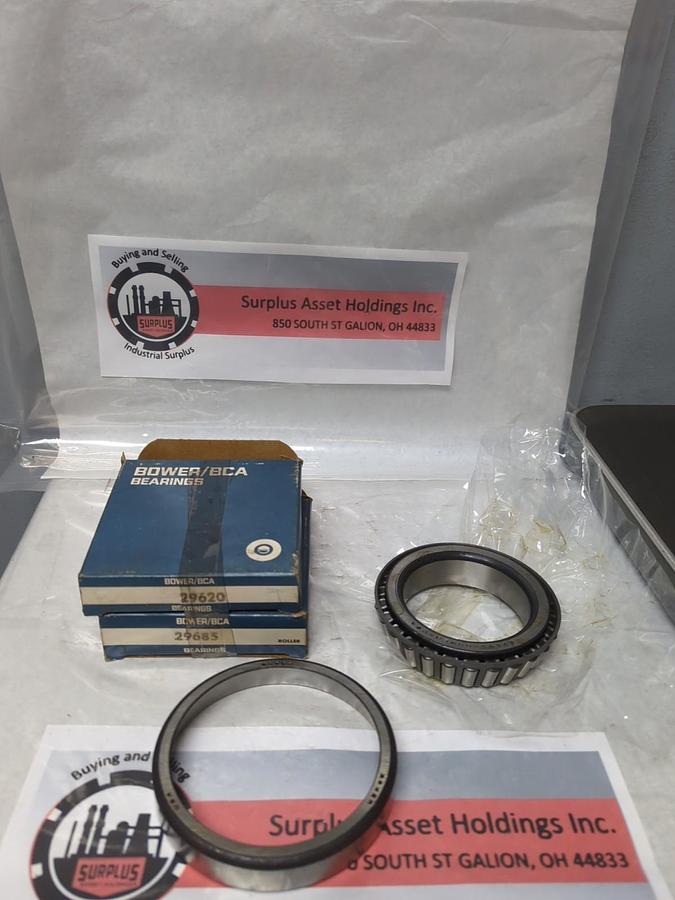 Buying and Selling
SURPLUS
Industrial Surplus
Surplus Asset Holdings Inc.
850 SOUTH ST GALION, OH 44833
BOWER/BCA
BEARINGS
BOWER/BCA
29620
BEARINGS
BOWER/BCA
29685
ROLLER
BEARINGS
Buying and
SURPLUS
Surplus Asset Holdings Inc.
SOUTH ST GALION, OH 44833